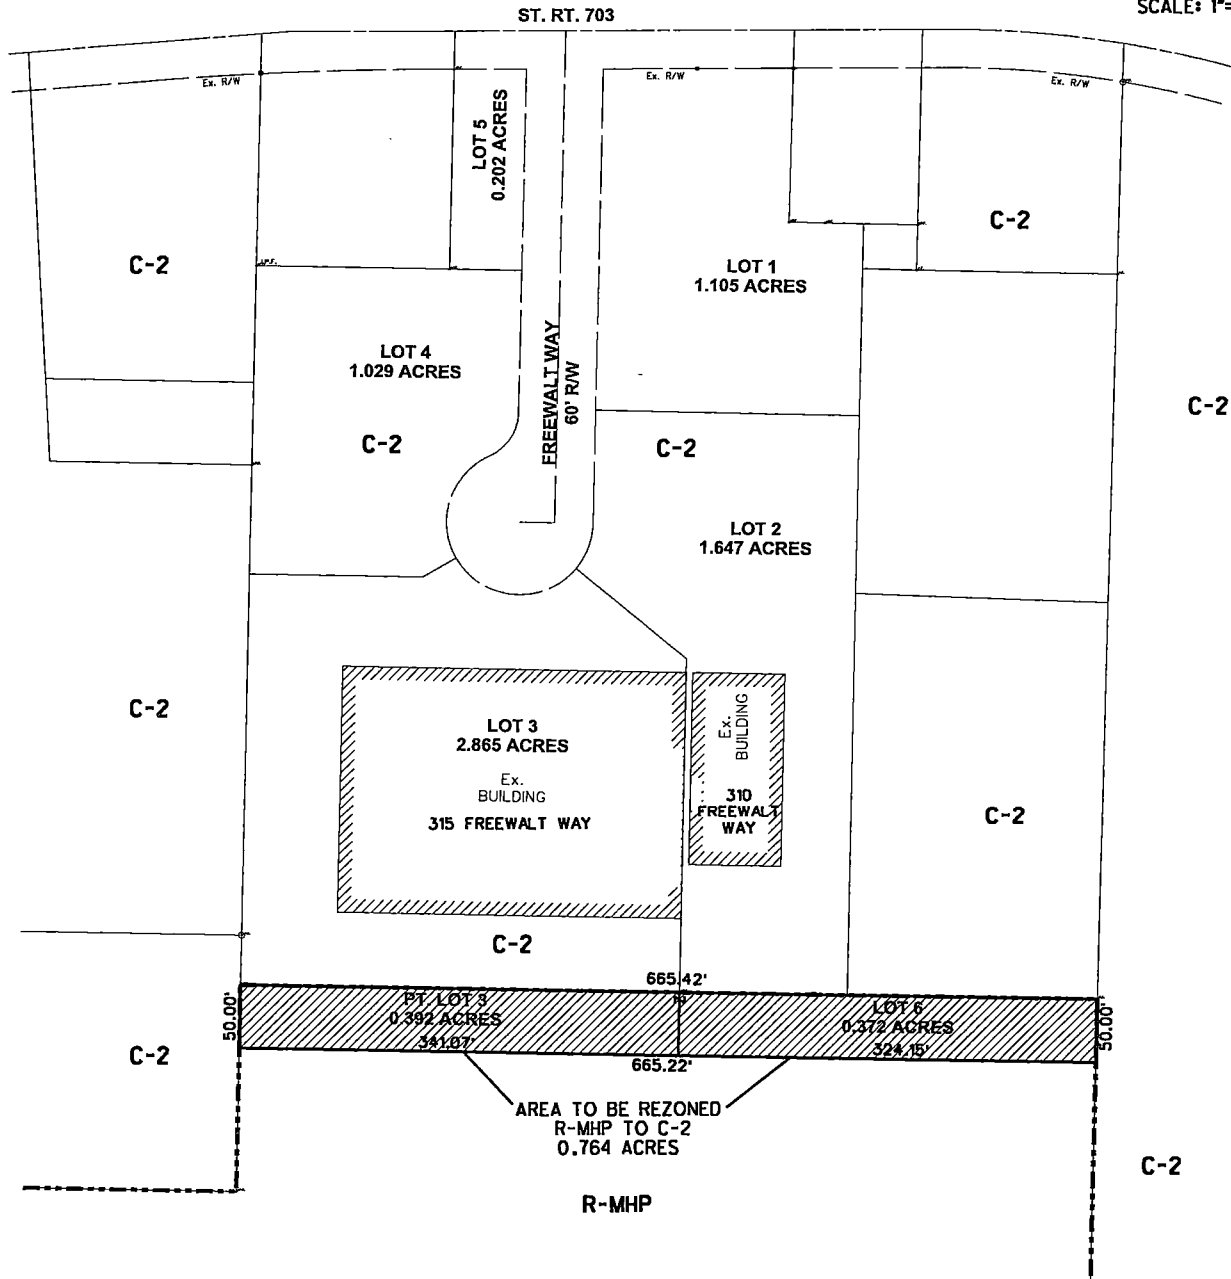 SCALE: 1"=
ST. RT. 703
Ex. R/W
Ex. R/W
Ex. R/W
LOT 5
0.202 ACRES
C-2
C-2
LOT 1
1.105 ACRES
LOT 4
1.029 ACRES
FREEWALT WAY
60' R/W
C-2
C-2
C-2
LOT 2
1.647 ACRES
C-2
LOT 3
2.865 ACRES
Ex.
BUILDING
315 FREEWALT WAY
Ex.
BUILDING
310
FREEWALT
WAY
C-2
C-2
665.42'
50.00'
PT. LOT 3
0.392 ACRES
341.07'
LOT 6
0.372 ACRES
324.15'
50.00'
C-2
665.22'
AREA TO BE REZONED
R-MHP TO C-2
0.764 ACRES
C-2
R-MHP